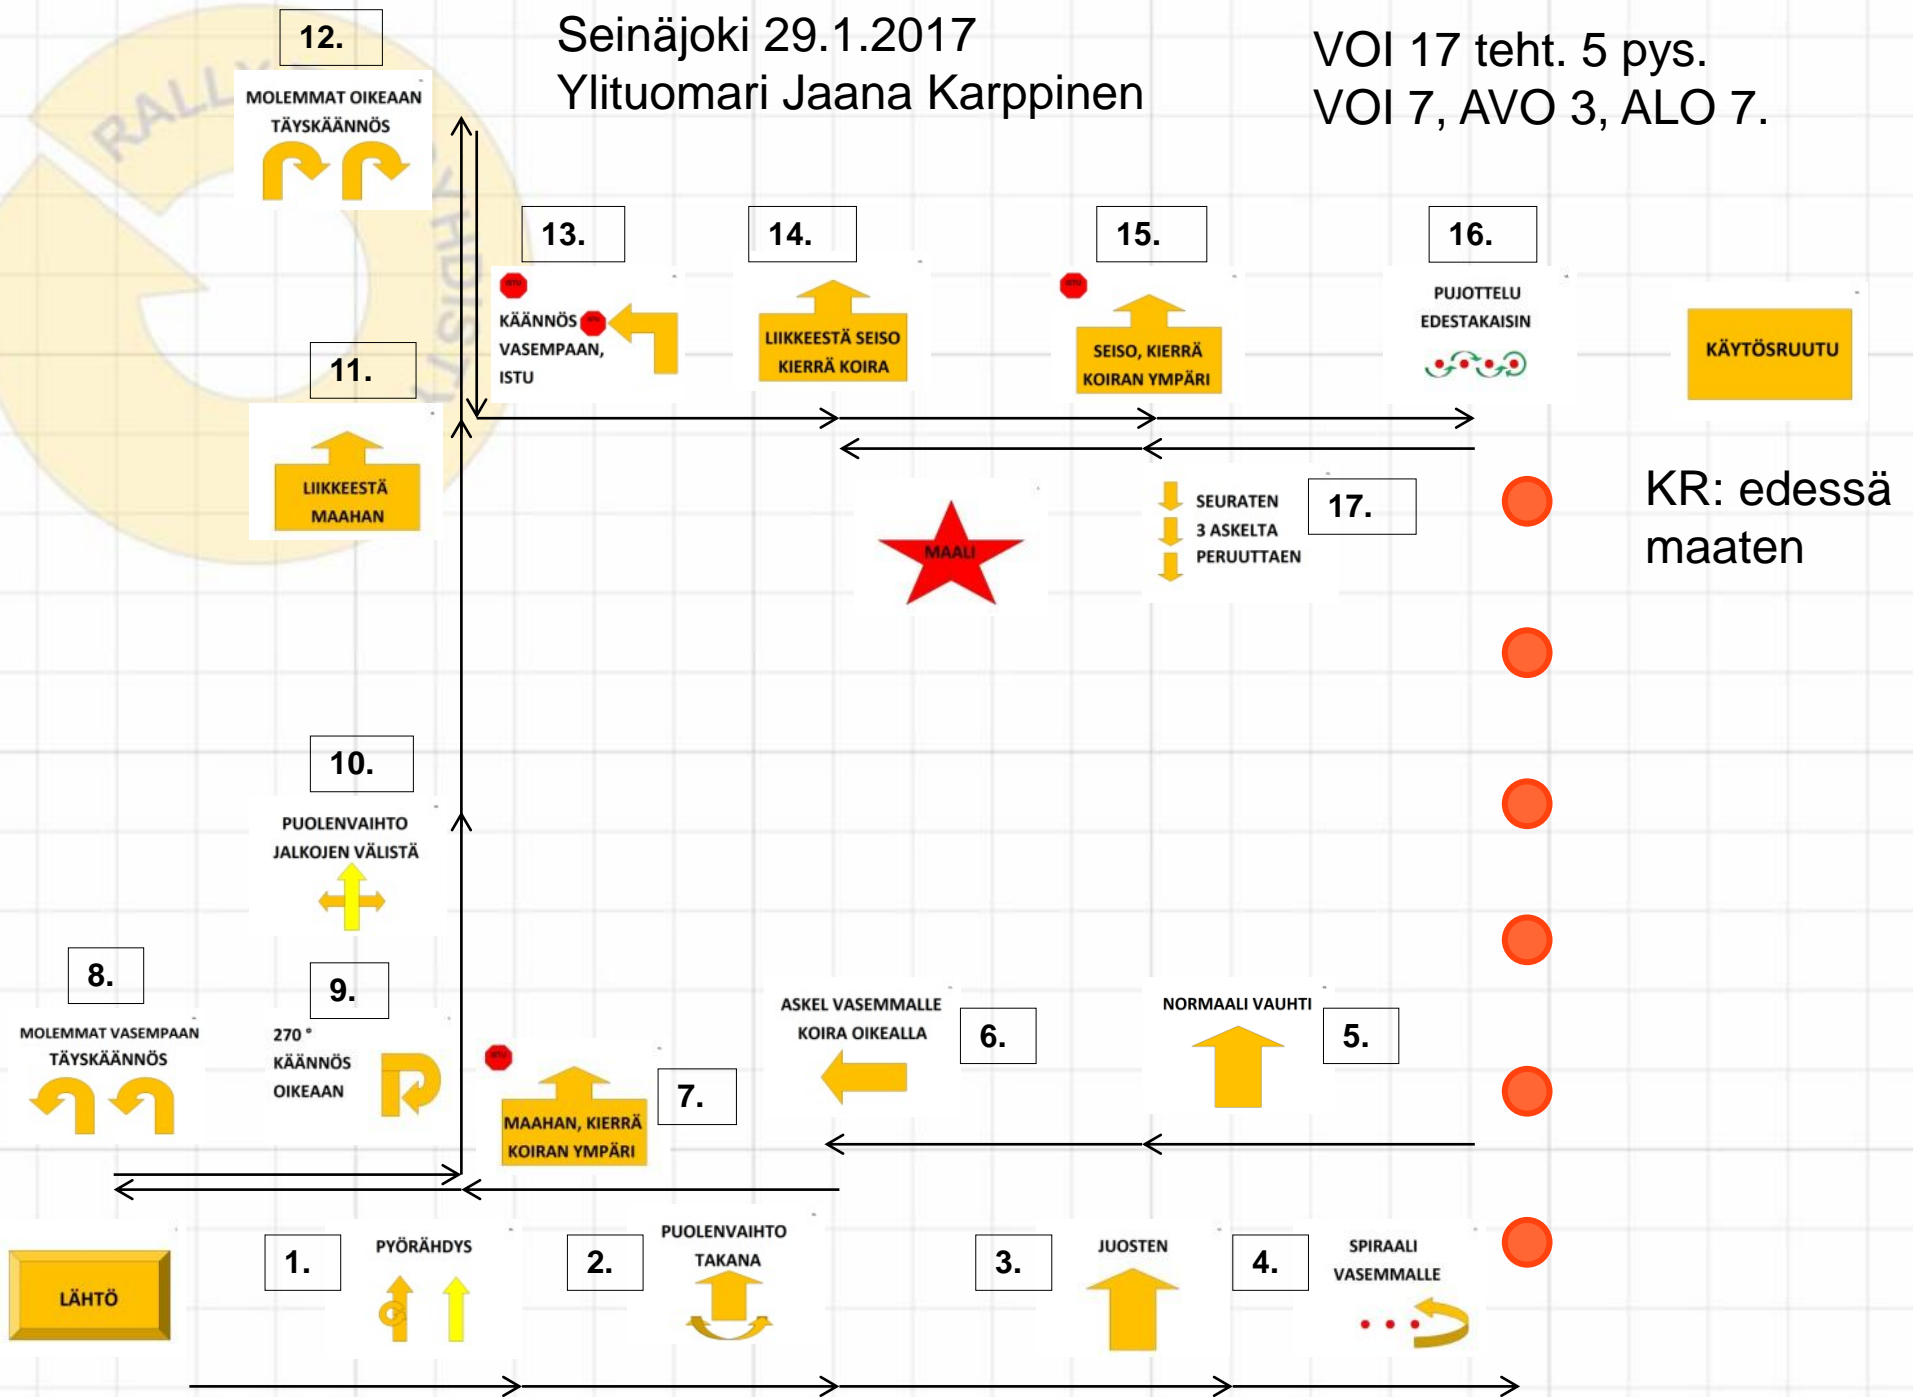 Seinäjoki 29.1.2017
Ylituomari Jaana Karppinen
VOI 17 teht. 5 pys.
VOI 7, AVO 3, ALO 7.
12.
MOLEMMAT OIKEAAN
TÄYSKÄÄNNÖS
13.
KÄÄNNÖS
VASEMPAAN,
ISTU
14.
LIIKKEESTÄ SEISO
KIERRÄ KOIRA
15.
SEISO, KIERRÄ
KOIRAN YMPÄRI
16.
PUJOTTELU
EDESTAKAISIN
KÄYTÖSRUUTU
11.
LIIKKEESTÄ
MAAHAN
MAALI
SEURATEN
3 ASKELTA
PERUUTTAEN
17.
KR: edessä
maaten
10.
PUOLENVAIHTO
JALKOJEN VÄLISTÄ
8.
MOLEMMAT VASEMPAAN
TÄYSKÄÄNNÖS
9.
270 °
KÄÄNNÖS
OIKEAAN
MAAHAN, KIERRÄ
KOIRAN YMPÄRI
7.
ASKEL VASEMMALLE
KOIRA OIKEALLA
6.
NORMAALI VAUHTI
5.
LÄHTÖ
1.
PYÖRÄHDYS
2.
PUOLENVAIHTO
TAKANA
3.
JUOSTEN
4.
SPIRAALI
VASEMMALLE